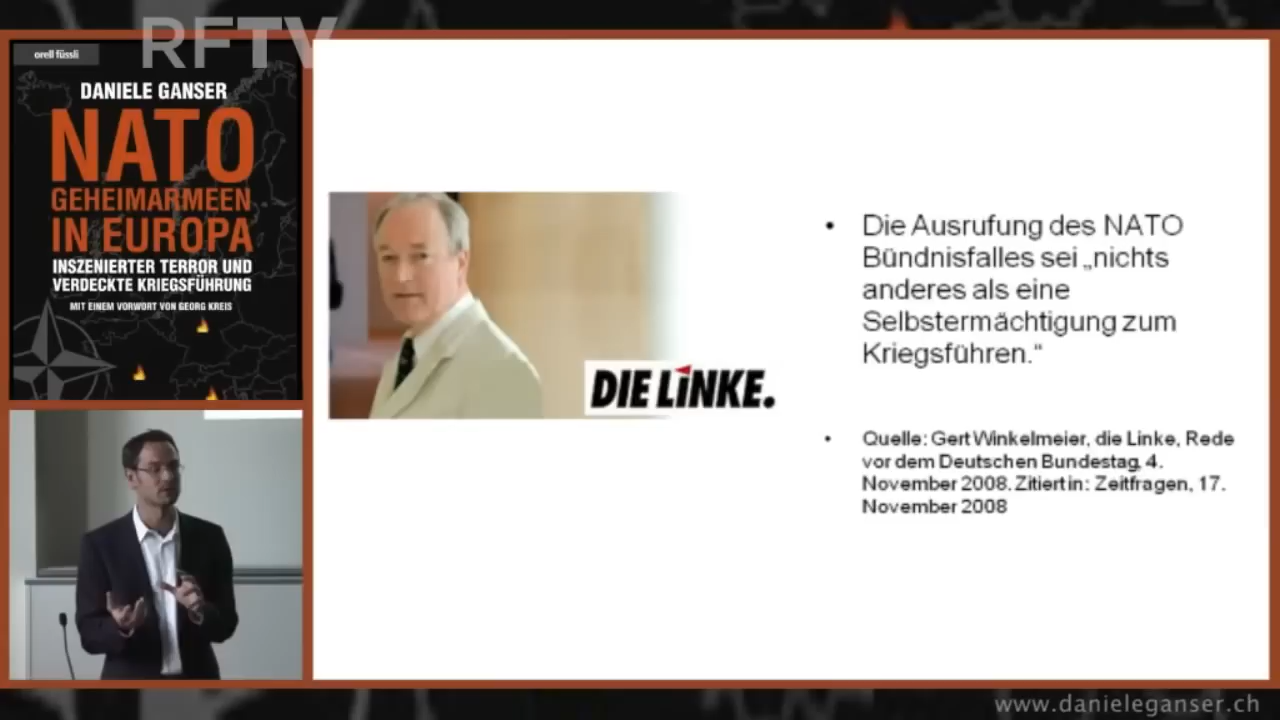 RFTV
orell füssli
DANIELE GANSER
NATO
GEHEIMARMEEN
IN EUROPA
INSZENIERTER TERROR UND
VERDECKTE KRIEGSFÜHRUNG
MIT EINEM VORWORT VON GEORG KREIS
DIE LINKE.
• Die Ausrufung des NATO
Bündnisfalles sei „nichts
anderes als eine
Selbstermächtigung zum
Kriegsführen.“
• Quelle: Gert Winkelmeier, die Linke, Rede
vor dem Deutschen Bundestag, 4.
November 2008. Zitiert in: Zeitfragen, 17.
November 2008
www.danieleganser.ch